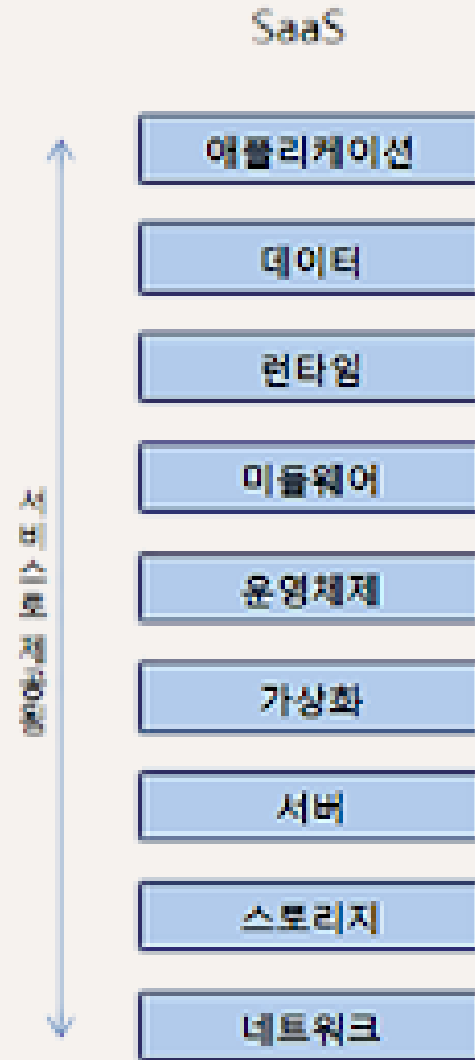 SaaS
애플리케이션
데이터
런타임
미들웨어
운영체제
가상화
서버
스토리지
네트워크
서비스로 제공됨